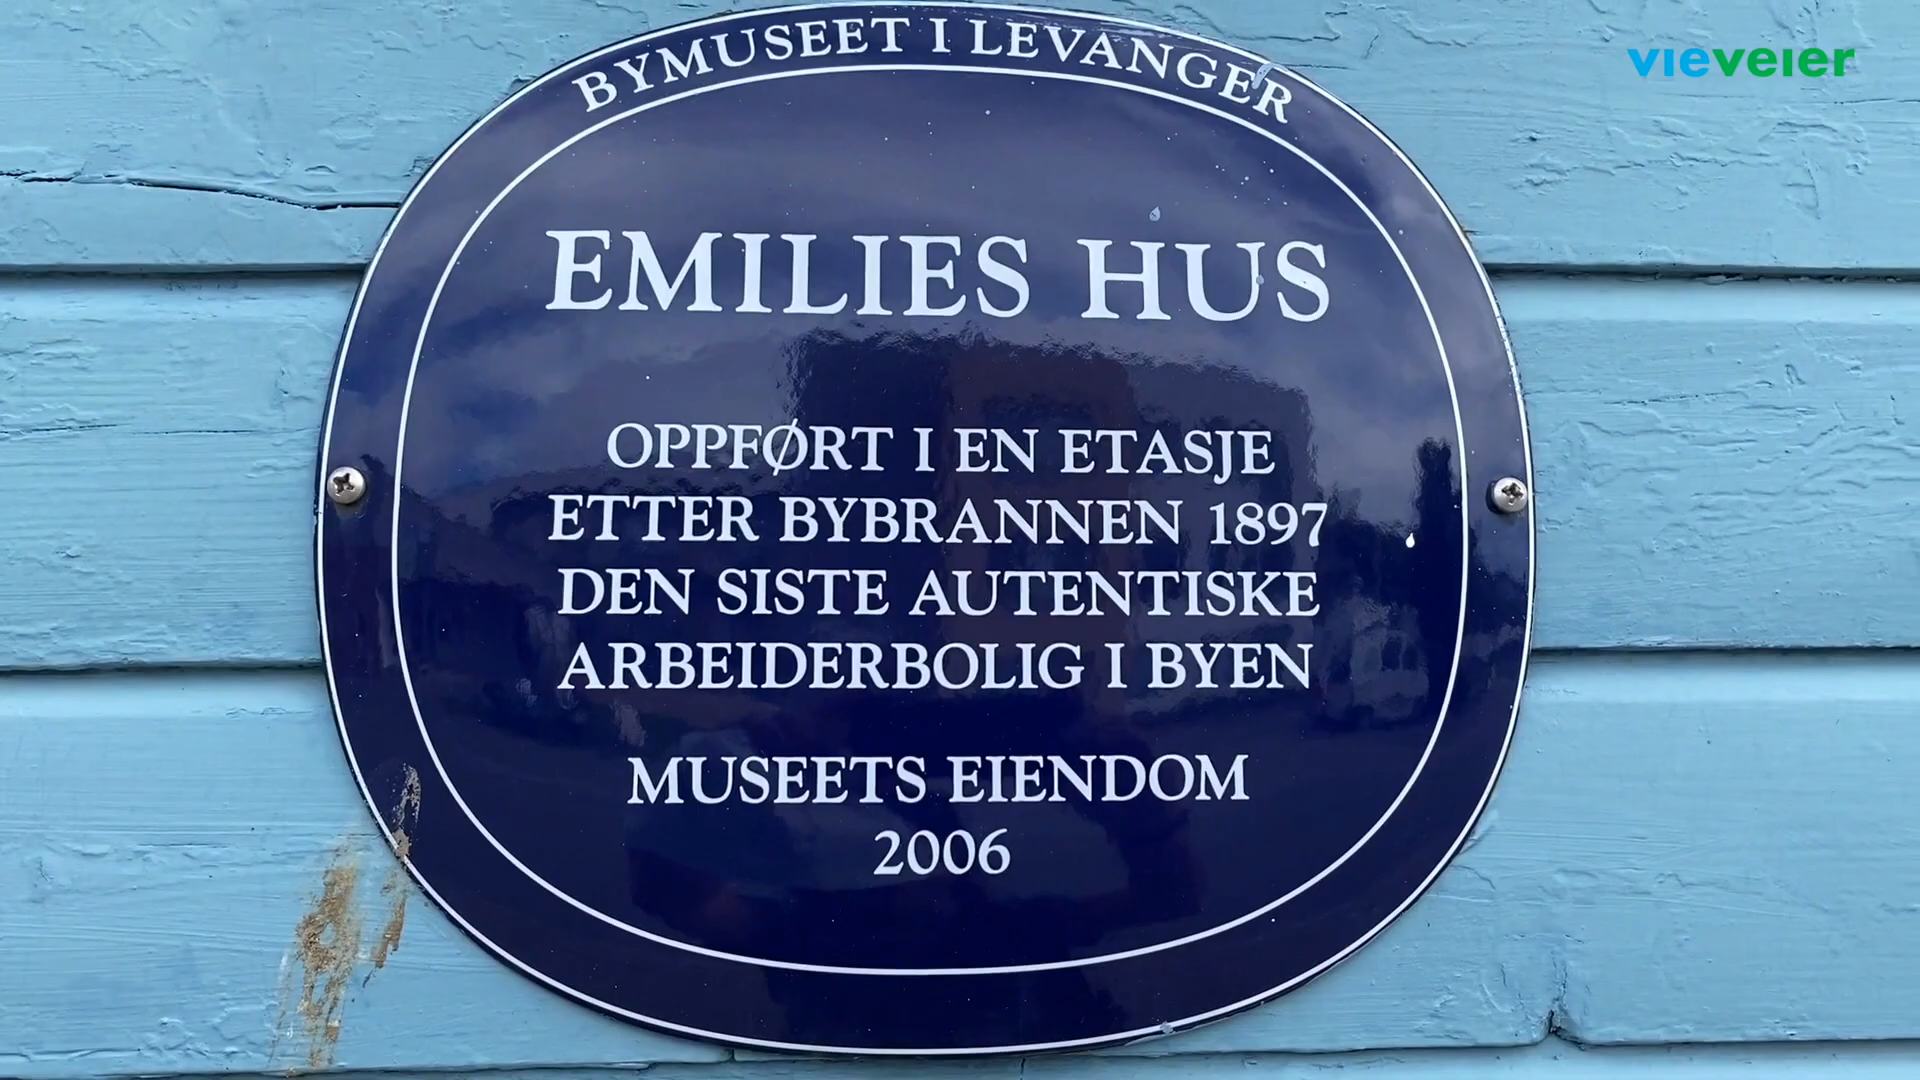 vieveier
BYMUSEET I LEVANGER
EMILIES HUS
OPPFØRT I EN ETASJE
ETTER BYBRANNEN 1897
DEN SISTE AUTENTISKE
ARBEIDERBOLIG I BYEN
MUSEETS EIENDOM
2006